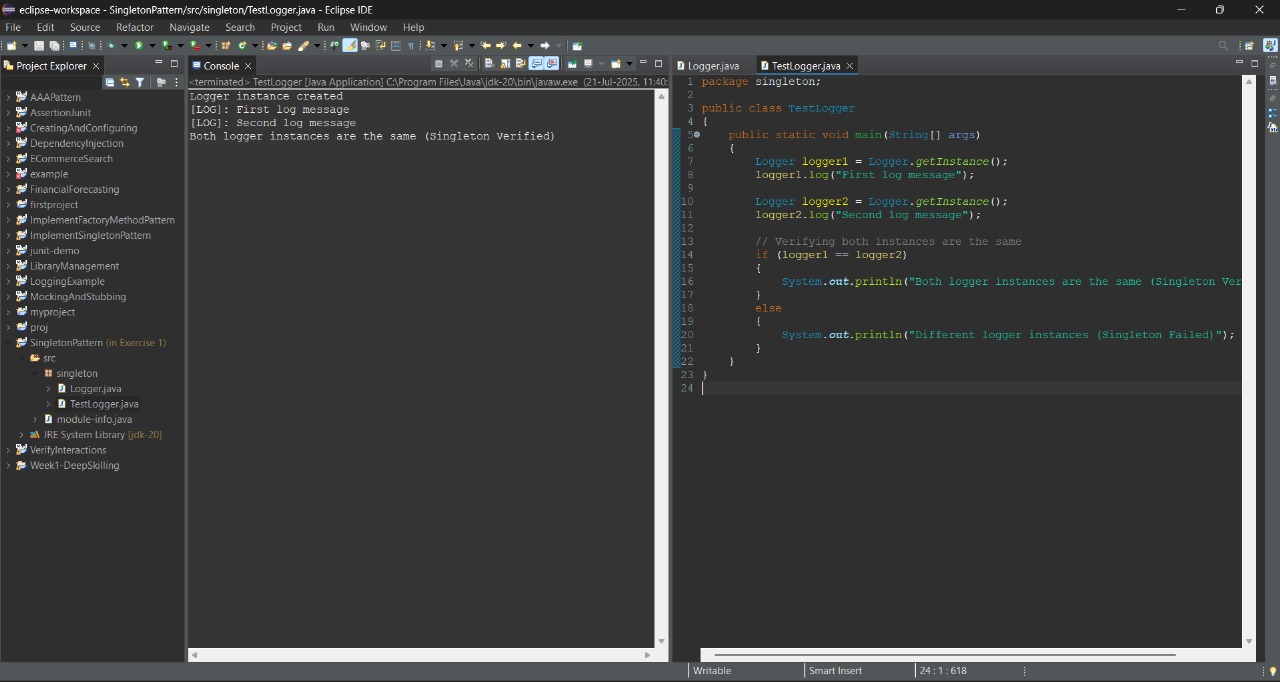 eclipse-workspace - SingletonPattern/src/singleton/TestLogger.java - Eclipse IDE
File Edit Source Refactor Navigate Search Project Run Window Help
Project Explorer
AAAPattern
AssertionJunit
CreatingAndConfiguring
DependencyInjection
ECommerceSearch
example
FinancialForecasting
firstproject
ImplementFactoryMethodPattern
ImplementSingletonPattern
junit-demo
LibraryManagement
LoggingExample
MockingAndStubbing
myproject
proj
SingletonPattern (in Exercise 1)
src
singleton
Logger.java
TestLogger.java
module-info.java
JRE System Library [jdk-20]
VerifyInteractions
Week1-DeepSkilling
Console
<terminated> TestLogger [Java Application] C:\Program Files\Java\jdk-20\bin\javaw.exe (21-Jul-2025, 11:40:
Logger instance created
[LOG]: First log message
[LOG]: Second log message
Both logger instances are the same (Singleton Verified)
Logger.java TestLogger.java
1 package singleton;
2
3 public class TestLogger
4 {
5 public static void main(String[] args)
6 {
7 Logger logger1 = Logger.getInstance();
8 logger1.log("First log message");
9
10 Logger logger2 = Logger.getInstance();
11 logger2.log("Second log message");
12
13 // Verifying both instances are the same
14 if (logger1 == logger2)
15 {
16 System.out.println("Both logger instances are the same (Singleton Ver
17 }
18 else
19 {
20 System.out.println("Different logger instances (Singleton Failed)");
21 }
22 }
23 }
24
Writable Smart Insert 24 : 1 : 618